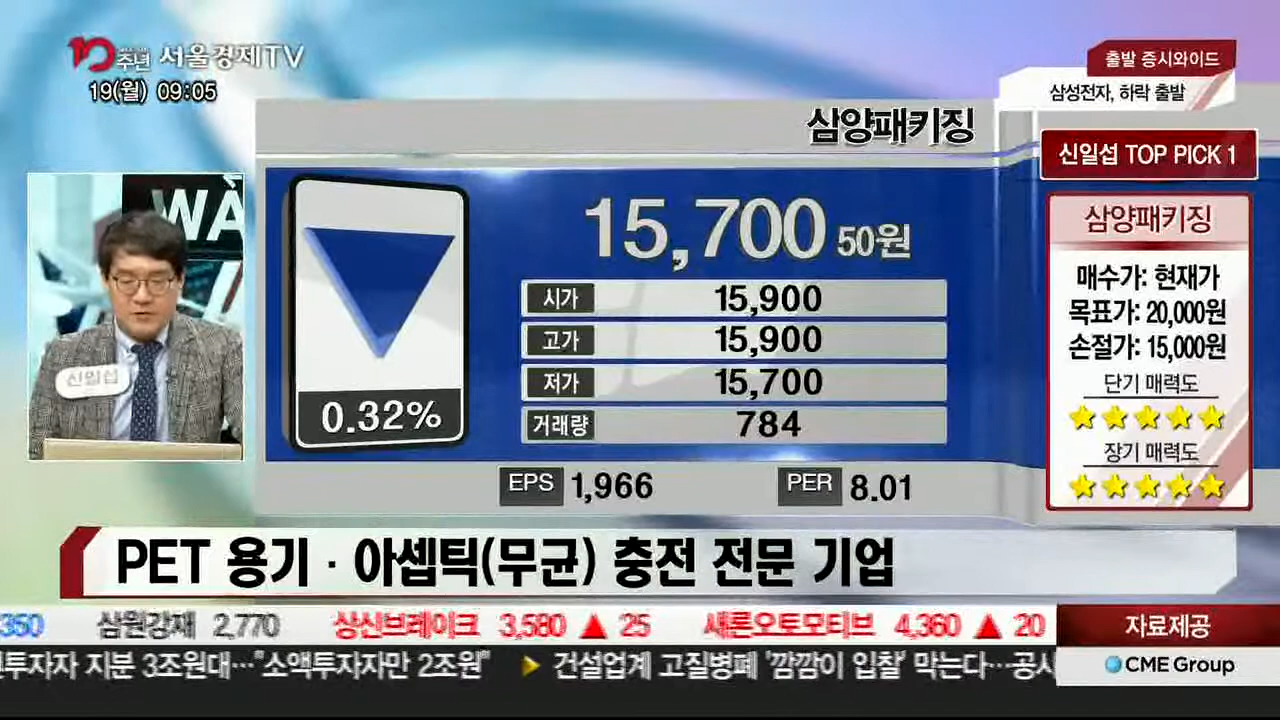 10주년 서울경제TV
19(월) 09:05
출발 증시와이드
삼성전자, 하락 출발
삼양패키징
WÀ
신일섭
0.32%
15,700 50원
시가 15,900
고가 15,900
저가 15,700
거래량 784
EPS 1,966 PER 8.01
신일섭 TOP PICK 1
삼양패키징
매수가: 현재가
목표가: 20,000원
손절가: 15,000원
단기 매력도
★★★★★
장기 매력도
★★★★★
PET 용기·아셉틱(무균) 충전 전문 기업
350 삼원강재 2,770 상신브레이크 3,580 ▲ 25 새론오토모티브 4,360 ▲ 20
투자자 지분 3조원대…"소액투자자만 2조원" ▶ 건설업계 고질병폐 '깜깜이 입찰' 막는다…공시
자료제공
CME Group